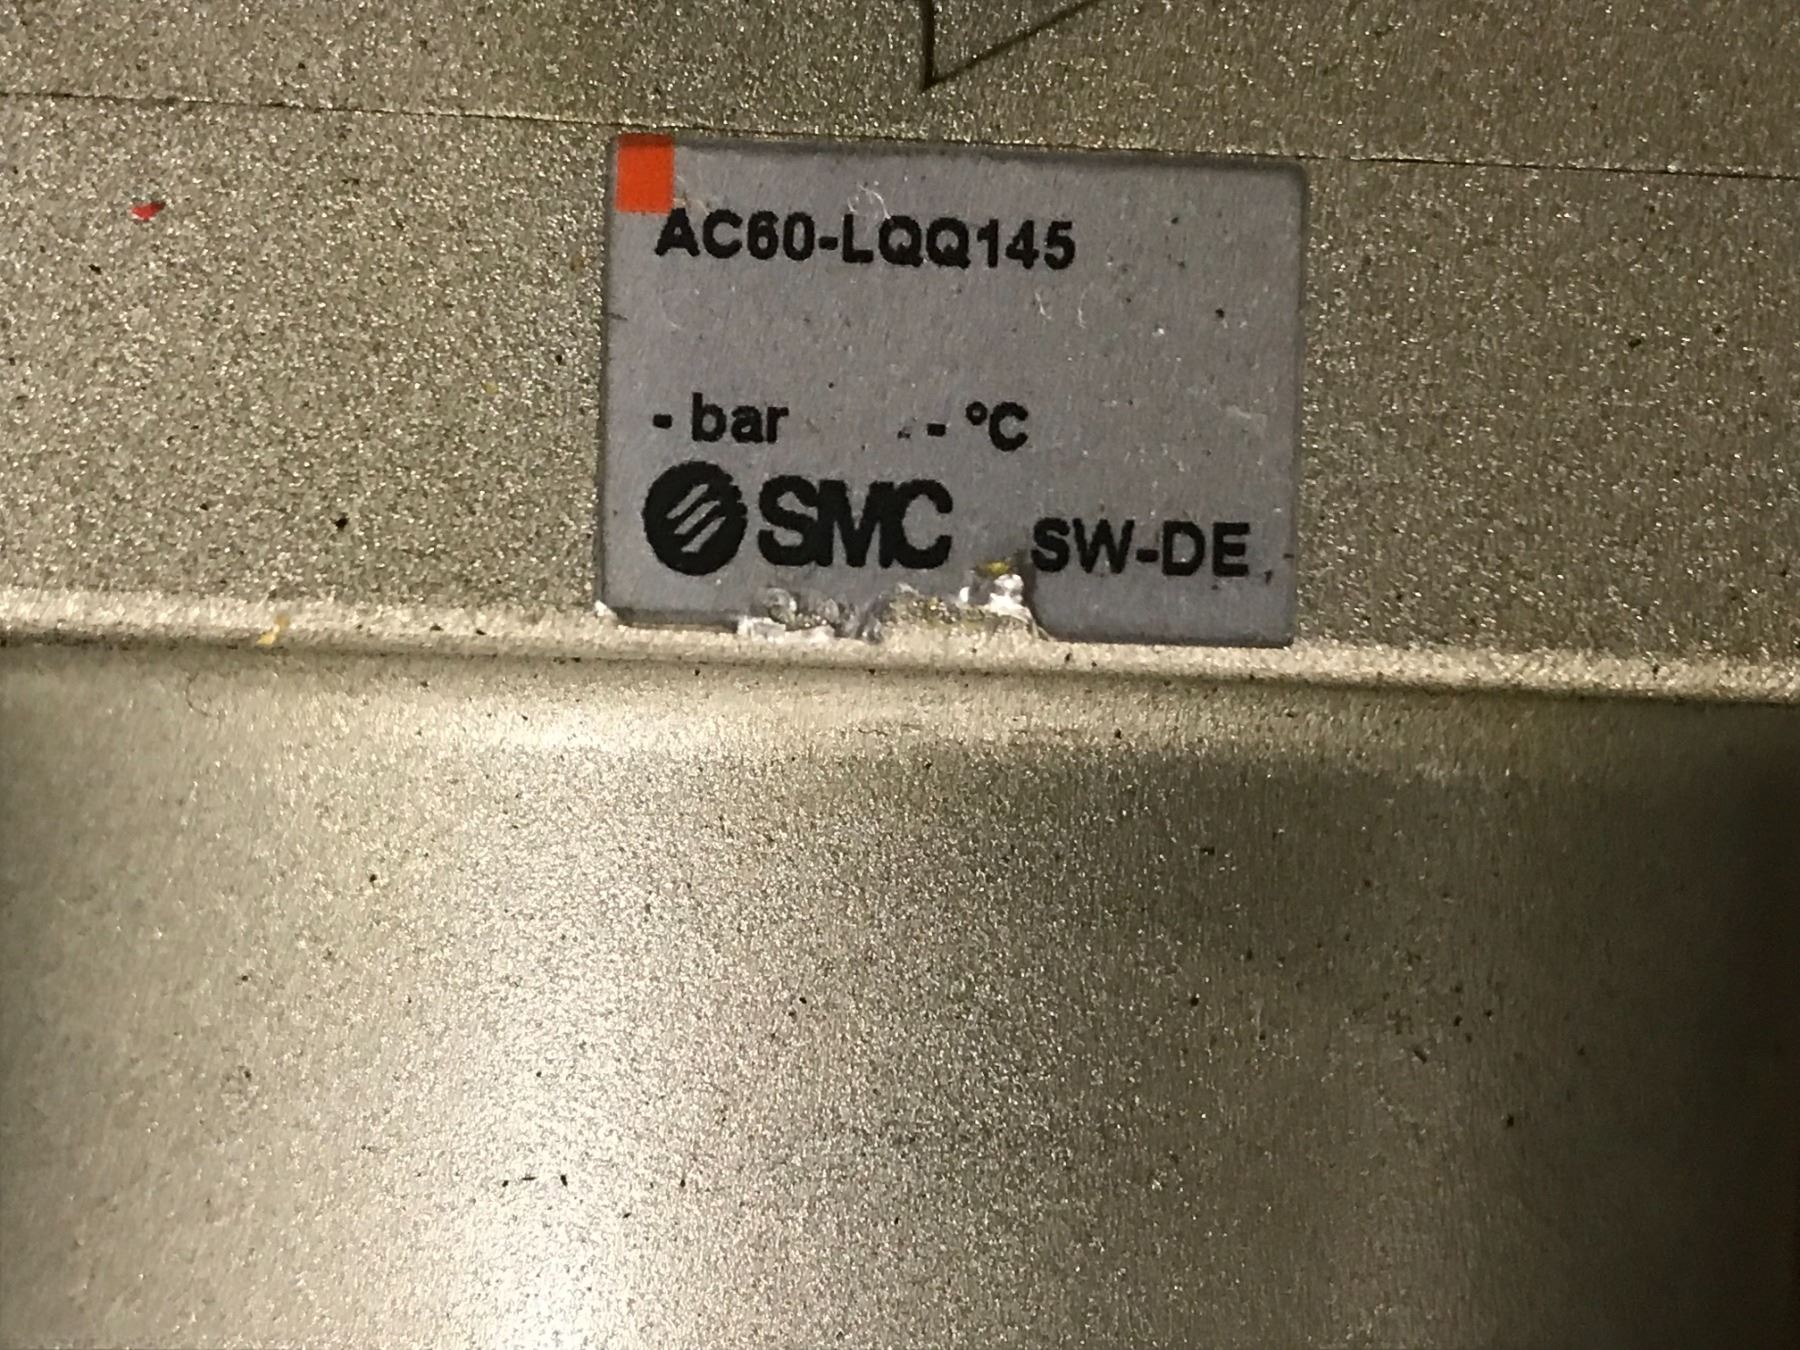 AC60-LQQ145
- bar - °C
SMC SW-DE